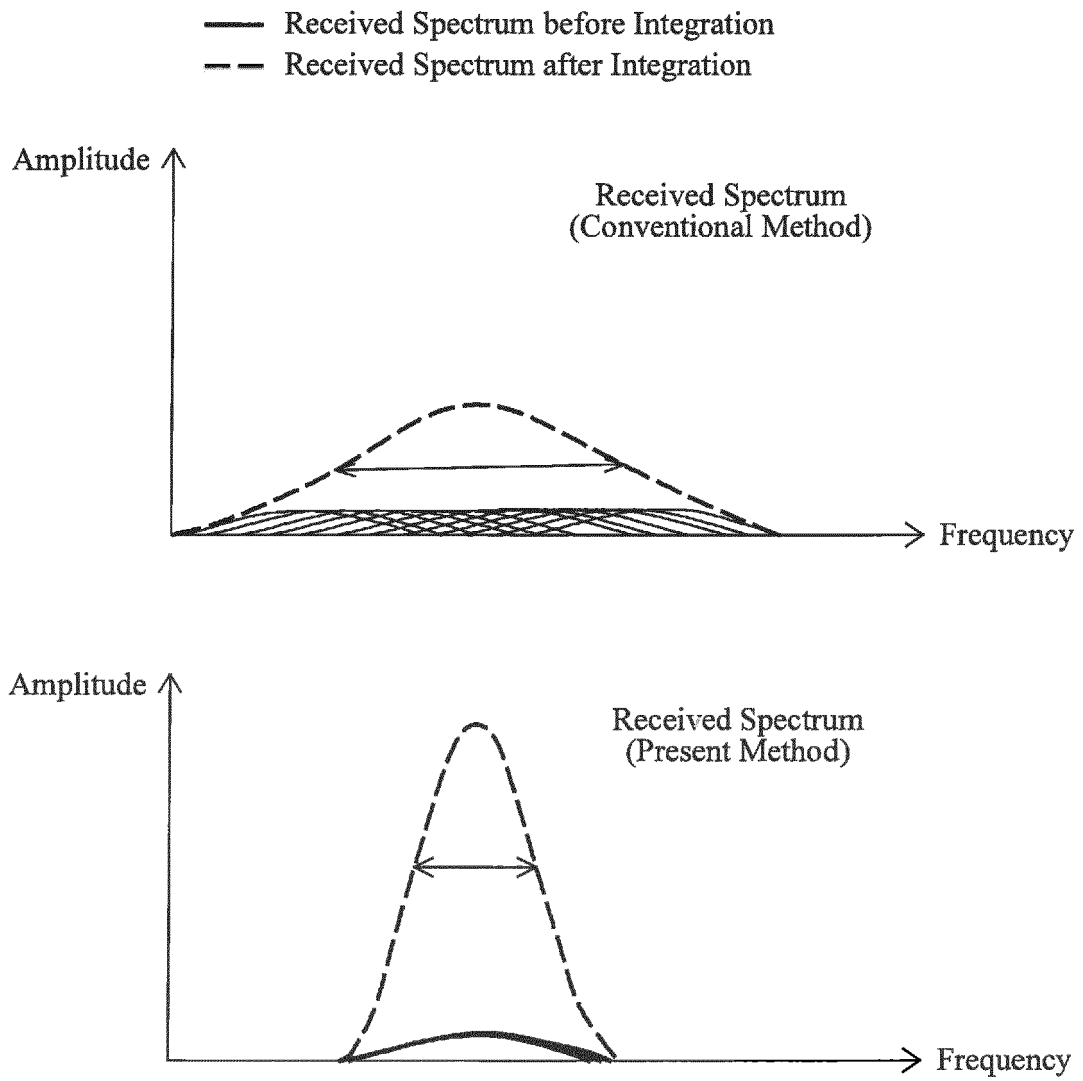 Received Spectrum before Integration
Received Spectrum after Integration
Amplitude
Received Spectrum
(Conventional Method)
Frequency
Amplitude
Received Spectrum
(Present Method)
Frequency